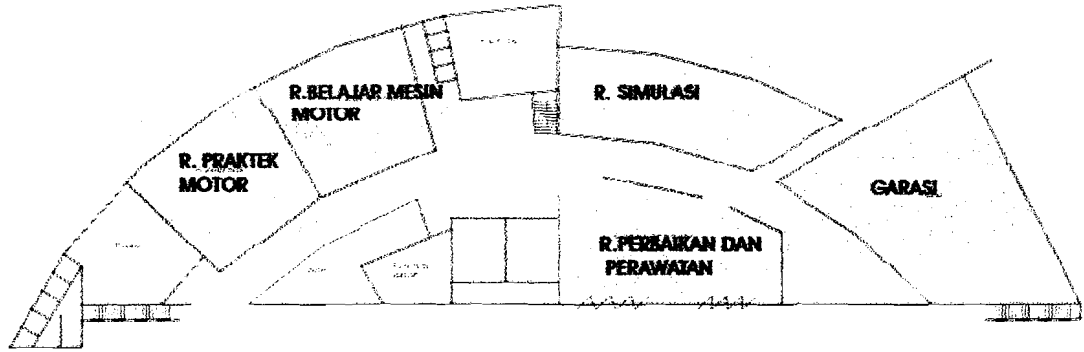 R.BELAJAR MESIN
MOTOR
R. SIMULASI
R. PRAKTEK
MOTOR
GARASI
R.PERBAIKAN DAN
PERAWATAN